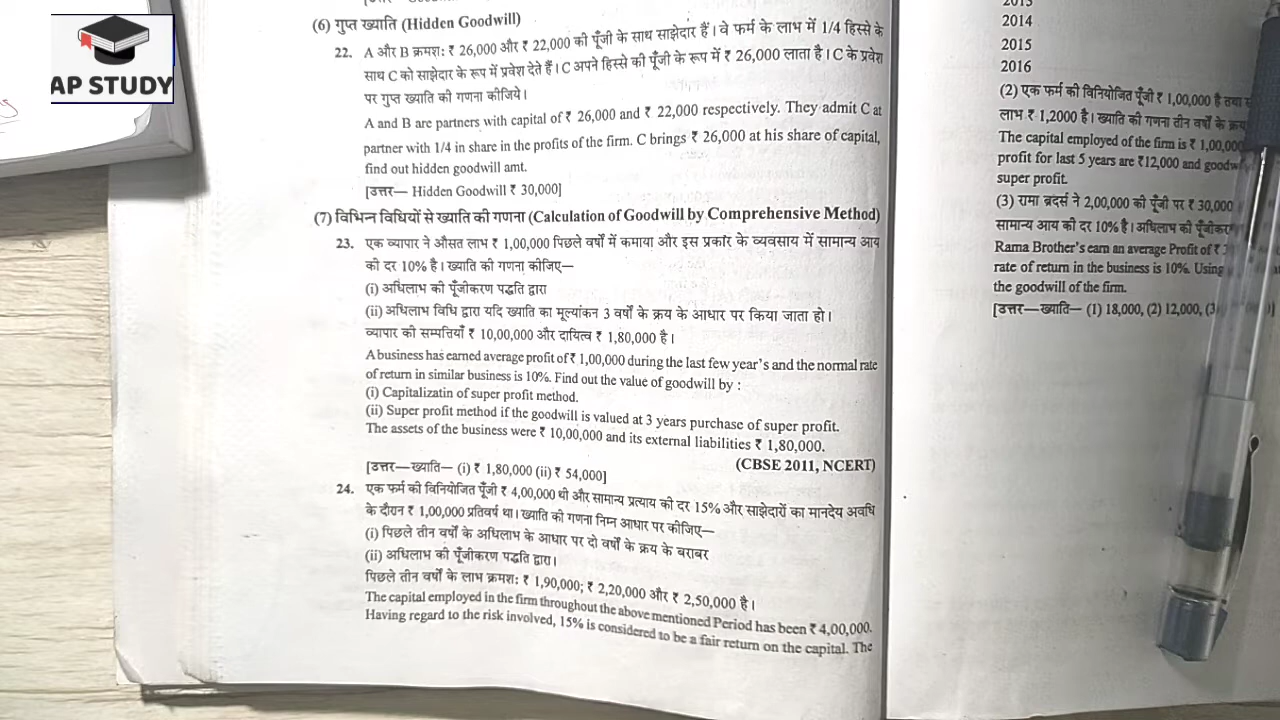 (6) गुप्त ख्याति (Hidden Goodwill)
22. A और B क्रमश: ₹ 26,000 और ₹ 22,000 की पूँजी के साथ साझेदार हैं। वे फर्म के लाभ में 1/4 हिस्से के
साथ C को साझेदार के रूप में प्रवेश देते हैं। C अपने हिस्से की पूँजी के रूप में ₹ 26,000 लाता है। C के प्रवेश
पर गुप्त ख्याति की गणना कीजिये।
A and B are partners with capital of ₹ 26,000 and ₹ 22,000 respectively. They admit C at
partner with 1/4 in share in the profits of the firm. C brings ₹ 26,000 at his share of capital,
find out hidden goodwill amt.
[उत्तर— Hidden Goodwill ₹ 30,000]
(7) विभिन्न विधियों से ख्याति की गणना (Calculation of Goodwill by Comprehensive Method)
23. एक व्यापार ने औसत लाभ ₹ 1,00,000 पिछले वर्षों में कमाया और इस प्रकार के व्यवसाय में सामान्य आय
की दर 10% है। ख्याति की गणना कीजिए—
(i) अधिलाभ की पूँजीकरण पद्धति द्वारा
(ii) अधिलाभ विधि द्वारा यदि ख्याति का मूल्यांकन 3 वर्षों के क्रय के आधार पर किया जाता हो।
व्यापार की सम्पत्तियाँ ₹ 10,00,000 और दायित्व ₹ 1,80,000 है।
A business has earned average profit of ₹ 1,00,000 during the last few year's and the normal rate
of return in similar business is 10%. Find out the value of goodwill by :
(i) Capitalizatin of super profit method.
(ii) Super profit method if the goodwill is valued at 3 years purchase of super profit.
The assets of the business were ₹ 10,00,000 and its external liabilities ₹ 1,80,000.
(CBSE 2011, NCERT)
[उत्तर—ख्याति— (i) ₹ 1,80,000 (ii) ₹ 54,000]
24. एक फर्म की विनियोजित पूँजी ₹ 4,00,000 थी और सामान्य प्रत्याय की दर 15% और साझेदारों का मानदेय अवधि
के दौरान ₹ 1,00,000 प्रतिवर्ष था। ख्याति की गणना निम्न आधार पर कीजिए—
(i) पिछले तीन वर्षों के अधिलाभ के आधार पर दो वर्षों के क्रय के बराबर
(ii) अधिलाभ की पूँजीकरण पद्धति द्वारा।
पिछले तीन वर्षों के लाभ क्रमश: ₹ 1,90,000; ₹ 2,20,000 और ₹ 2,50,000 है।
The capital employed in the firm throughout the above mentioned Period has been ₹ 4,00,000.
Having regard to the risk involved, 15% is considered to be a fair return on the capital. The
2013
2014
2015
2016
(2) एक फर्म की विनियोजित पूँजी ₹ 1,00,000 है तथा
लाभ ₹ 1,2000 है। ख्याति की गणना तीन वर्षों के क्रय
The capital employed of the firm is ₹ 1,00,000
profit for last 5 years are ₹12,000 and goodw
super profit.
(3) रामा ब्रदर्स ने 2,00,000 की पूँजी पर ₹ 30,000
सामान्य आय की दर 10% है। अधिलाभ की पूँजीकर
Rama Brother's earn an average Profit of ₹ 3
rate of return in the business is 10%. Using
the goodwill of the firm.
[उत्तर—ख्याति— (1) 18,000, (2) 12,000, (3)
AP STUDY